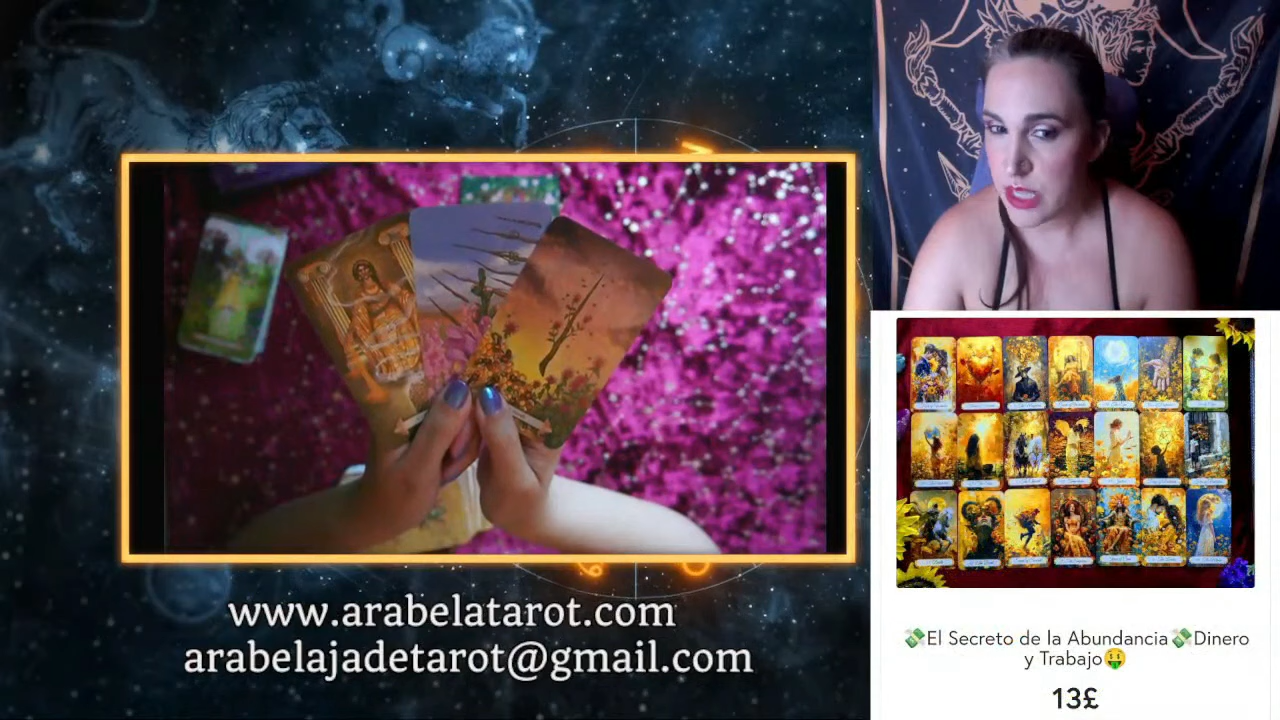 www.arabelatarot.com
arabelajadetarot@gmail.com
💸El Secreto de la Abundancia💸Dinero
y Trabajo🤑
13£